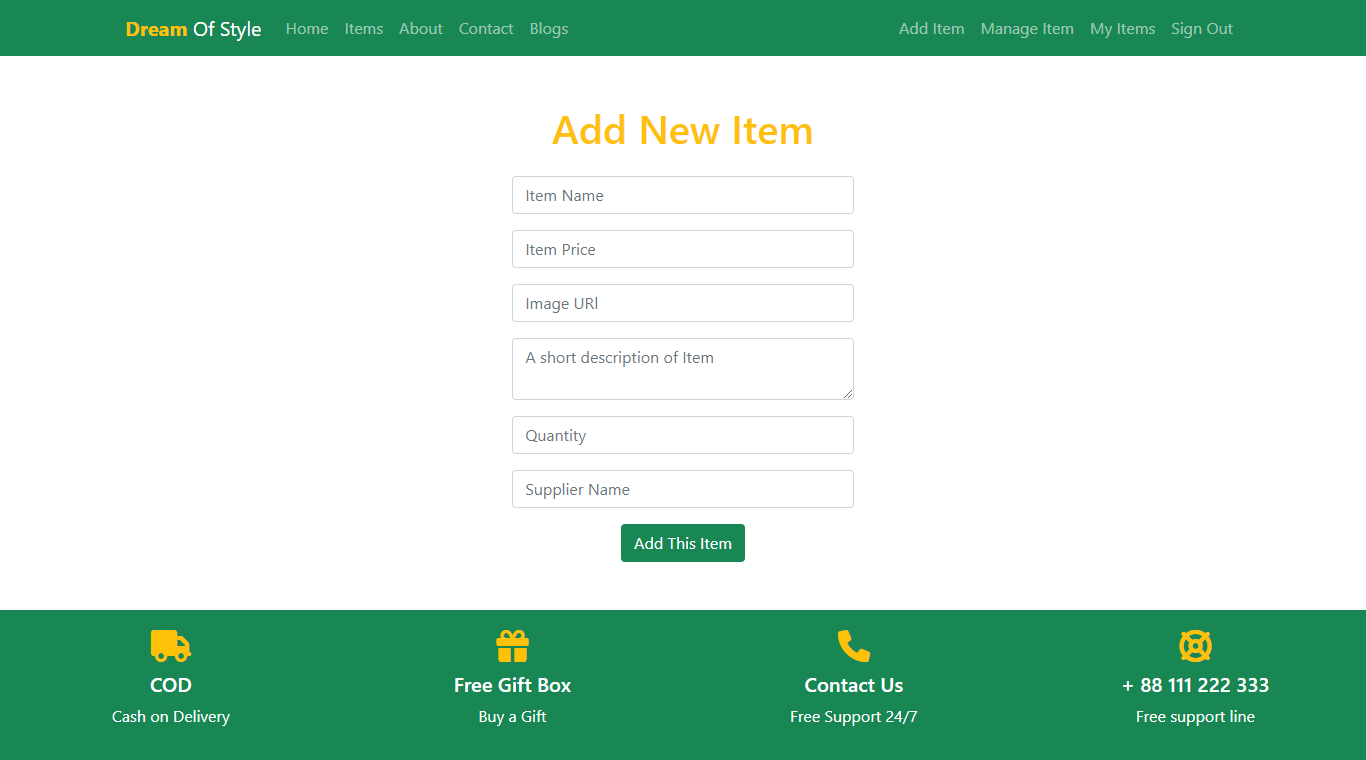 Dream Of Style Home Items About Contact Blogs Add Item Manage Item My Items Sign Out
Add New Item
Item Name
Item Price
Image URl
A short description of Item
Quantity
Supplier Name
Add This Item
COD
Cash on Delivery
Free Gift Box
Buy a Gift
Contact Us
Free Support 24/7
+ 88 111 222 333
Free support line